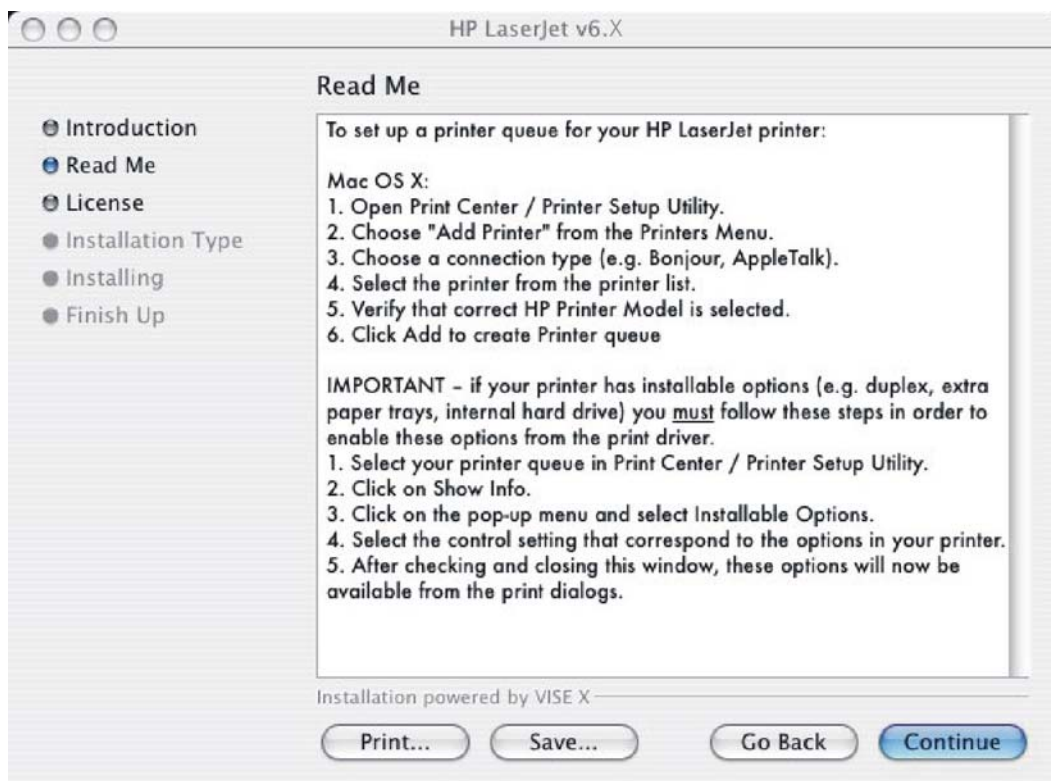 HP LaserJet v6.X
Read Me
Introduction
Read Me
License
Installation Type
Installing
Finish Up
To set up a printer queue for your HP LaserJet printer:
Mac OS X:
1. Open Print Center / Printer Setup Utility.
2. Choose "Add Printer" from the Printers Menu.
3. Choose a connection type (e.g. Bonjour, AppleTalk).
4. Select the printer from the printer list.
5. Verify that correct HP Printer Model is selected.
6. Click Add to create Printer queue
IMPORTANT – if your printer has installable options (e.g. duplex, extra
paper trays, internal hard drive) you must follow these steps in order to
enable these options from the print driver.
1. Select your printer queue in Print Center / Printer Setup Utility.
2. Click on Show Info.
3. Click on the pop-up menu and select Installable Options.
4. Select the control setting that correspond to the options in your printer.
5. After checking and closing this window, these options will now be
available from the print dialogs.
Installation powered by VISE X
Print...
Save...
Go Back
Continue